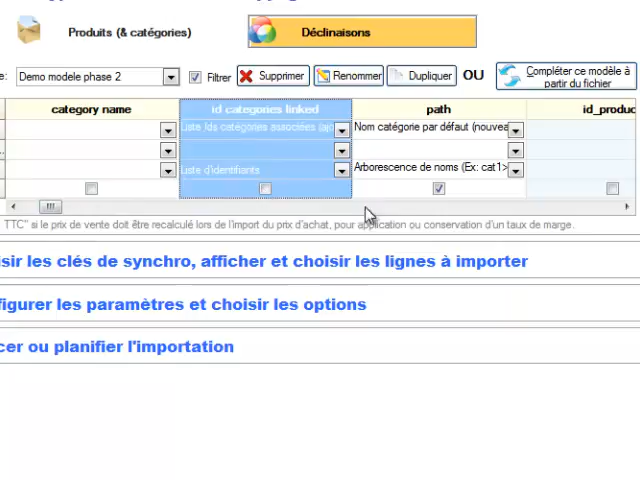 Produits (& catégories)
Déclinaisons
e:
Demo modele phase 2
Filtrer
Supprimer
Renommer
Dupliquer
OU
Compléter ce modèle à
partir du fichier
category name
id categories linked
path
id_produc
Liste Ids catégories associées (ajo
Nom catégorie par défaut (nouvea
Liste d'identifiants
Arborescence de noms (Ex: cat1>
TTC" si le prix de vente doit être recalculé lors de l'import du prix d'achat, pour application ou conservation d'un taux de marge.
sir les clés de synchro, afficher et choisir les lignes à importer
figurer les paramètres et choisir les options
cer ou planifier l'importation